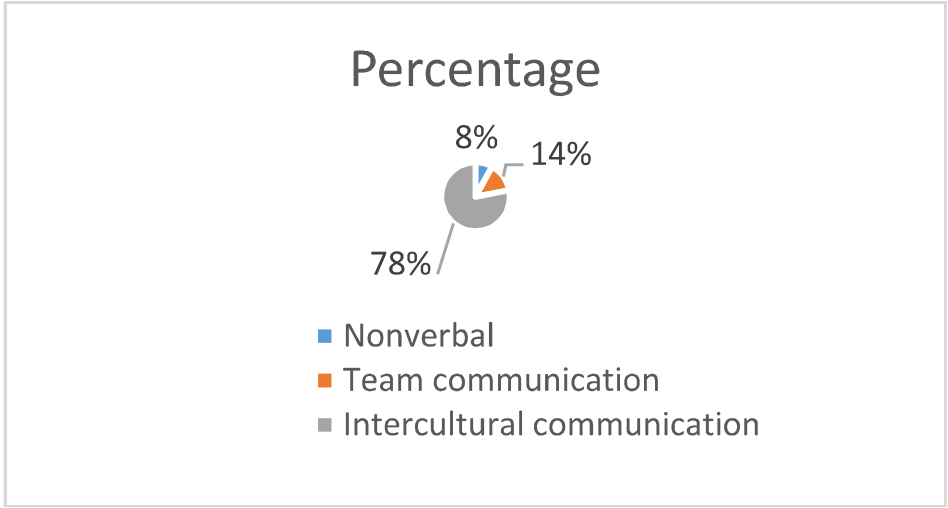 Percentage
8%
14%
78%
Nonverbal
Team communication
Intercultural communication